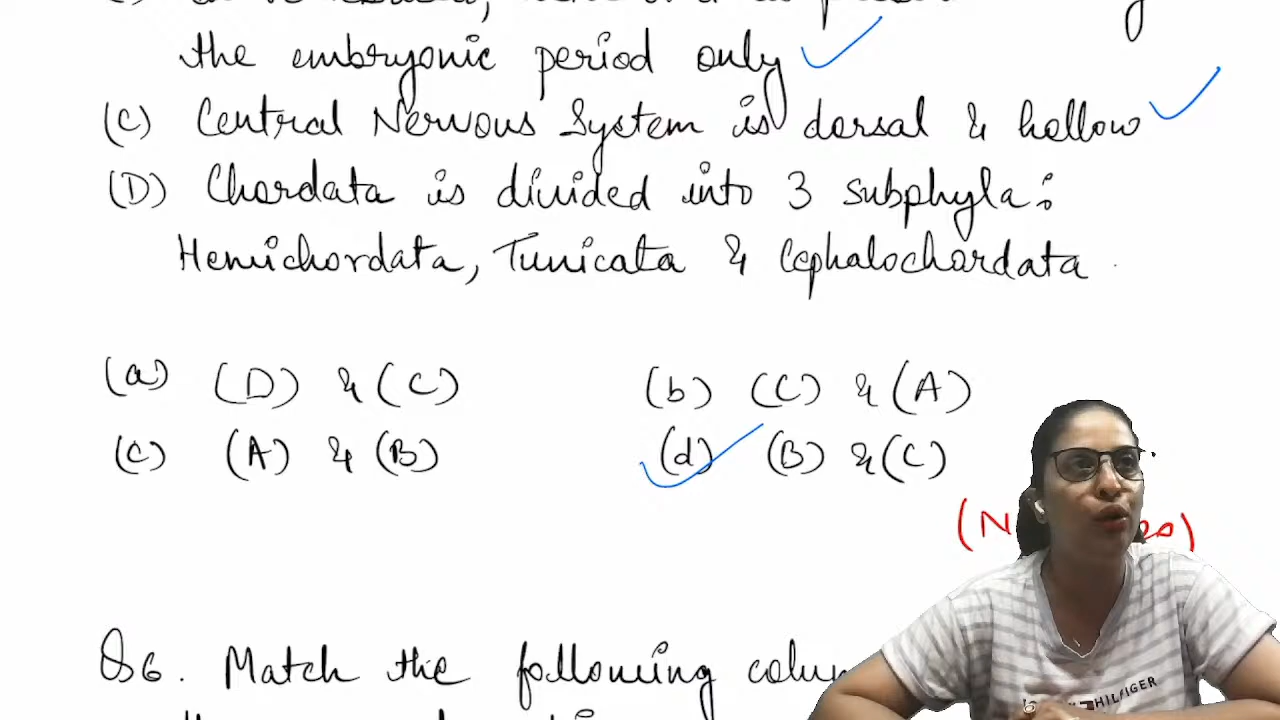 the embryonic period only
(C) Central Nervous System is dorsal & hollow
(D) Chordata is divided into 3 subphyla:
Hemichordata, Tunicata & Cephalochordata
(a) (D) & (C) (b) (C) & (A)
(c) (A) & (B) (d) (B) & (C)
Q6. Match the following
HILFIGER